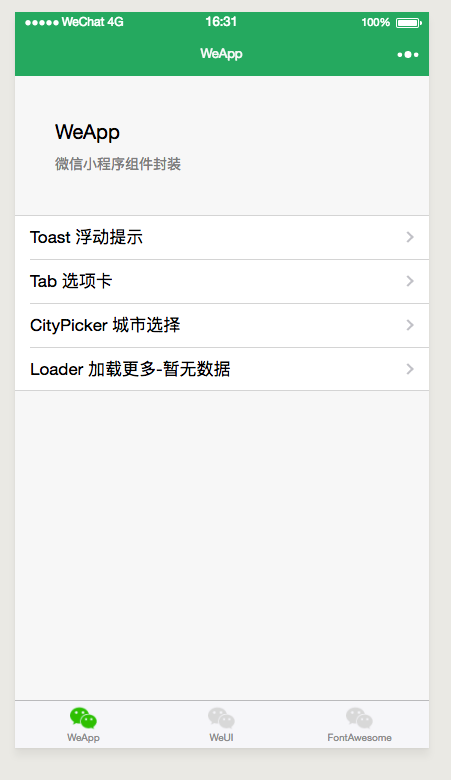 ●●●●● WeChat 4G 16:31 100%
WeApp
WeApp
微信小程序组件封装
Toast 浮动提示
Tab 选项卡
CityPicker 城市选择
Loader 加载更多-暂无数据
WeApp WeUI FontAwesome